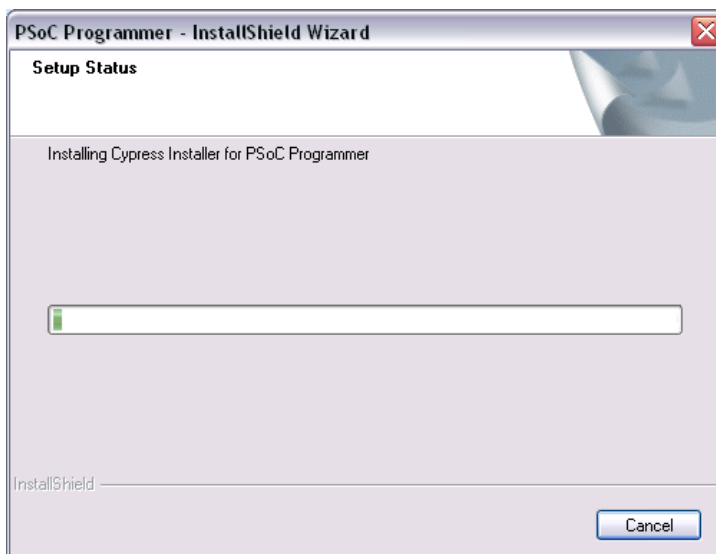 PSoC Programmer - InstallShield Wizard
Setup Status
Installing Cypress Installer for PSoC Programmer
InstallShield
Cancel